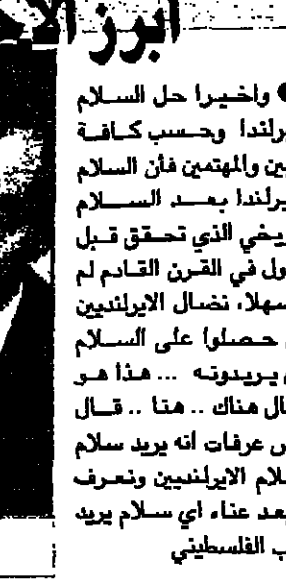 ابرز الا
● واخيرا حل السلام
يرلندا وحسب كافة
ين والمهتمين فأن السلام
يرلندا بعد السلام
يخي الذي تحقق قبل
ول في القرن القادم لم
سهلا، نضال الايرلنديين
حصلوا على السلام
يريدونه ... هذا هو
ال هناك .. هنا .. قال
س عرفات انه يريد سلام
لام الايرلنديين ونعرف
بعد عناء اي سلام يريد
ب الفلسطيني